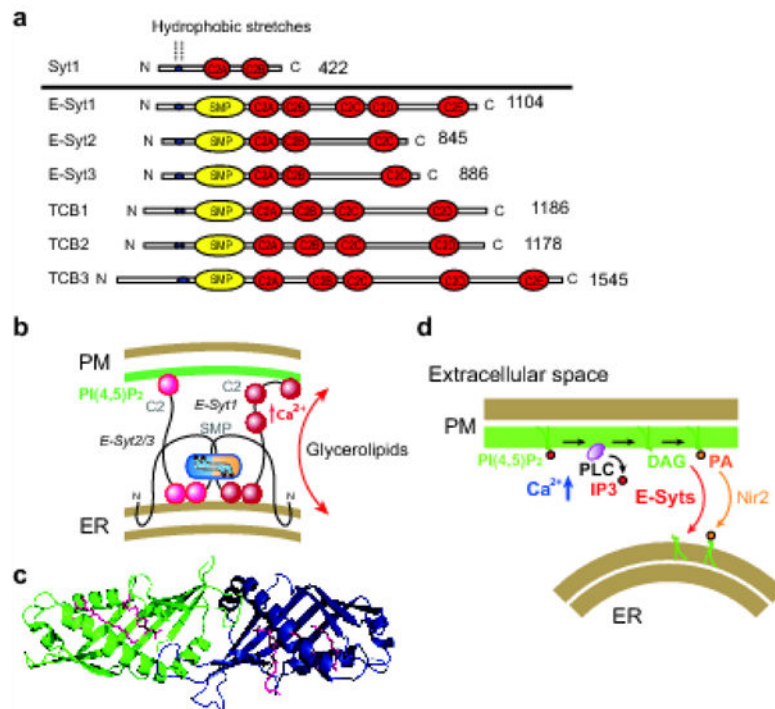 a
Hydrophobic stretches
Syt1 N C2A C2B C 422
E-Syt1 N SMP C2A C2B C2C C2D C2E C 1104
E-Syt2 N SMP C2A C2B C2C C 845
E-Syt3 N SMP C2A C2B C2C C 886
TCB1 N SMP C2A C2B C2C C2D C 1186
TCB2 N SMP C2A C2B C2C C2D C 1178
TCB3 N SMP C2A C2B C2C C2D C2E C 1545
b
PM
PI(4,5)P₂
C2
C2
E-Syt1
↑Ca²⁺
E-Syt2/3
SMP
Glycerolipids
N
N
ER
c
d
Extracellular space
PM
PI(4,5)P₂
PLC
DAG
PA
Ca²⁺↑
IP3
E-Syts
Nir2
ER